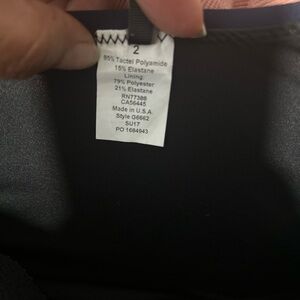 2
85% Tactel Polyamide
15% Elastane
Lining
79% Polyester
21% Elastane
RN77388
CA56445
Made in U.S.A
Style G6662
SU17
PO 1684943